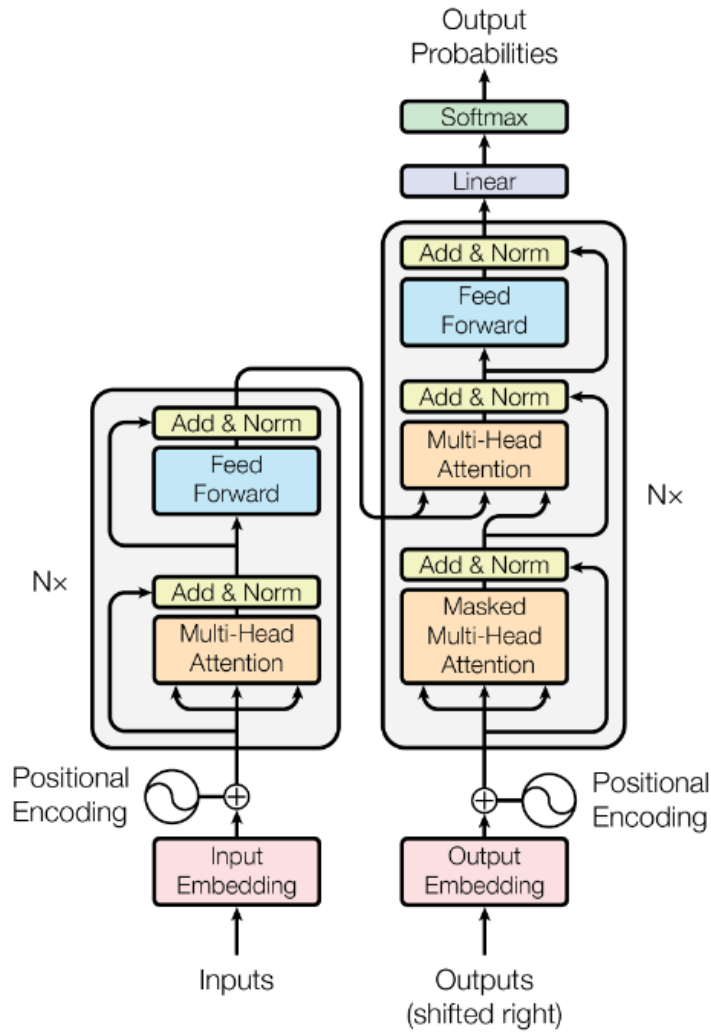 Output
Probabilities
Softmax
Linear
Add & Norm
Feed
Forward
Add & Norm
Multi-Head
Attention
Nx
Add & Norm
Masked
Multi-Head
Attention
Add & Norm
Feed
Forward
Nx
Add & Norm
Multi-Head
Attention
Positional
Encoding
Positional
Encoding
Input
Embedding
Output
Embedding
Inputs
Outputs
(shifted right)